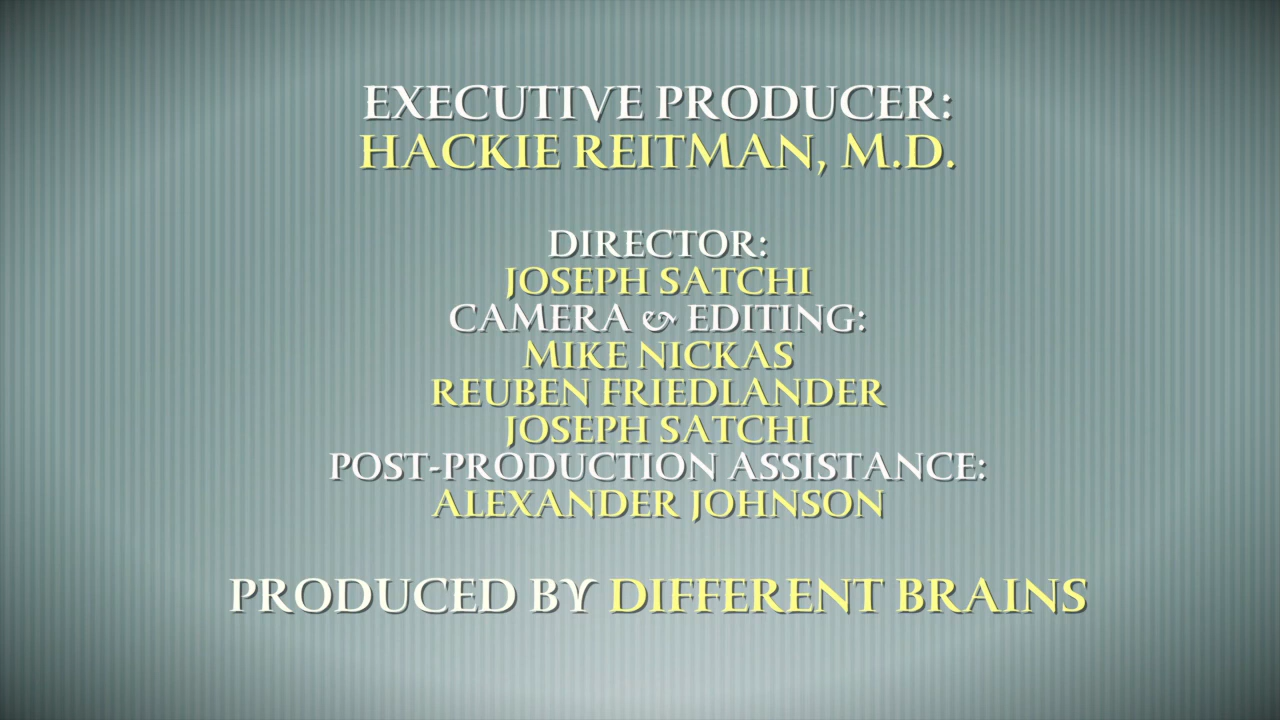 EXECUTIVE PRODUCER:
HACKIE REITMAN, M.D.
DIRECTOR:
JOSEPH SATCHI
CAMERA & EDITING:
MIKE NICKAS
REUBEN FRIEDLANDER
JOSEPH SATCHI
POST-PRODUCTION ASSISTANCE:
ALEXANDER JOHNSON
PRODUCED BY DIFFERENT BRAINS